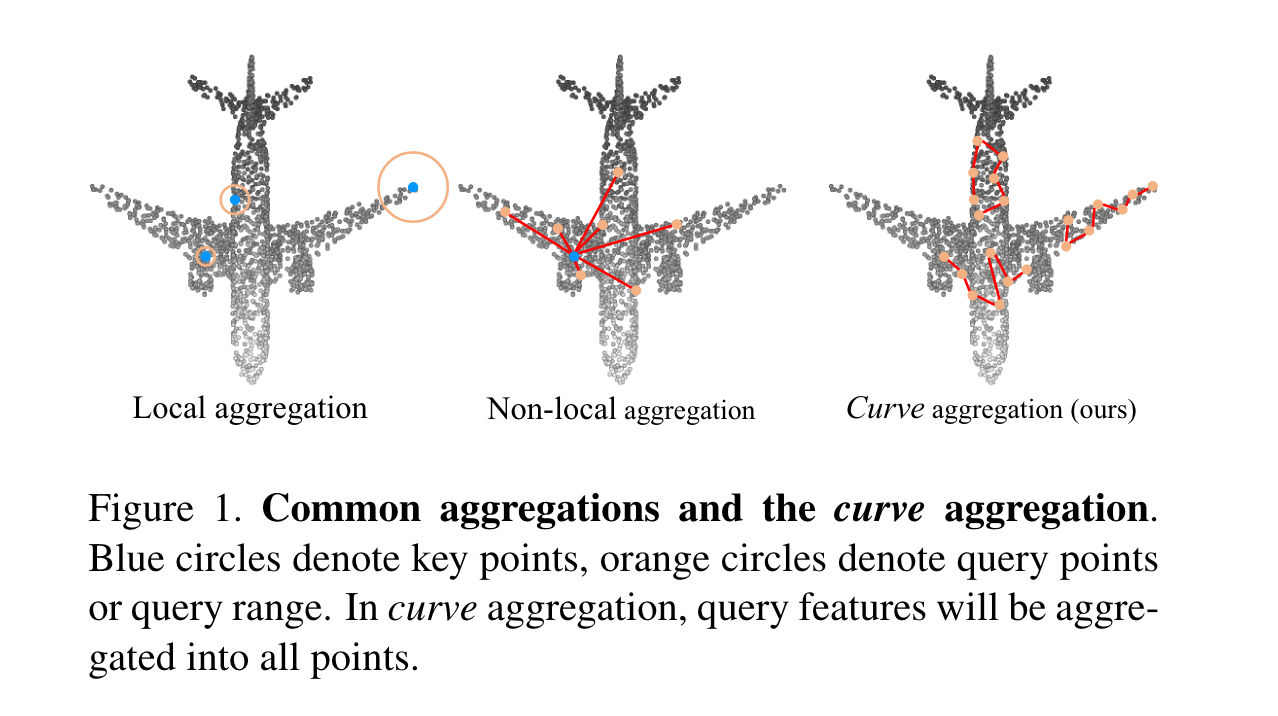 Local aggregation
Non-local aggregation
Curve aggregation (ours)
Figure 1. Common aggregations and the curve aggregation.
Blue circles denote key points, orange circles denote query points
or query range. In curve aggregation, query features will be aggre-
gated into all points.